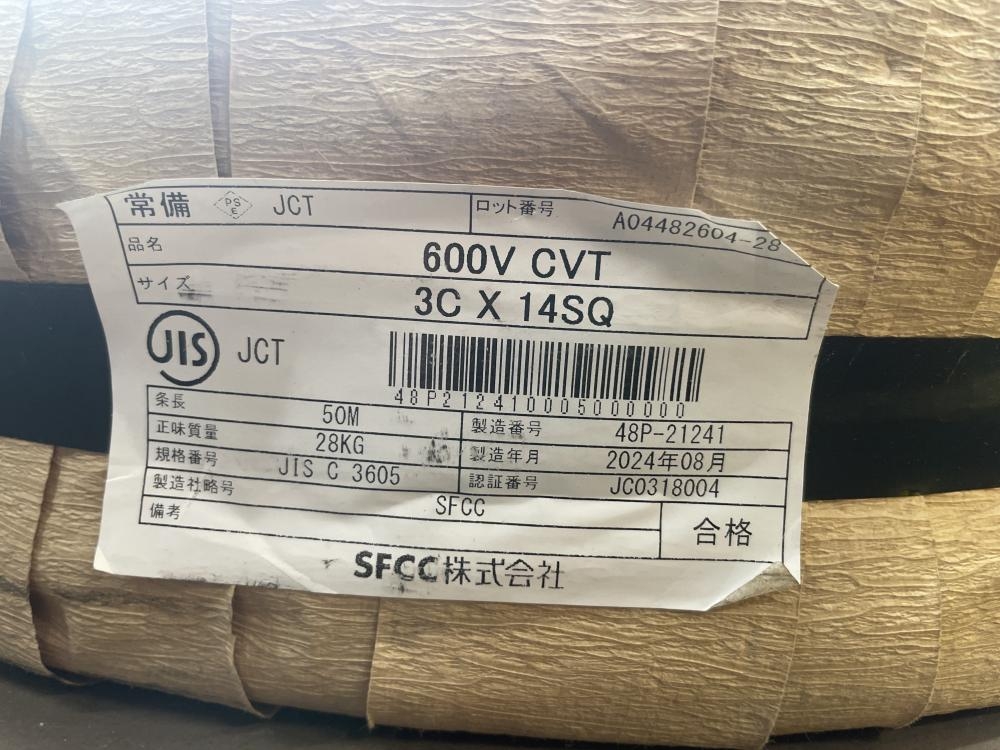 常備 PS E JCT ロット番号 A04482604-28
品名 600V CVT
サイズ 3C X 14SQ
JIS JCT
48P212410005000000
条長 50M 製造番号 48P-21241
正味質量 28KG 製造年月 2024年08月
規格番号 JIS C 3605 認証番号 JC0318004
製造社略号 SFCC
備考 合格
SFCC株式会社